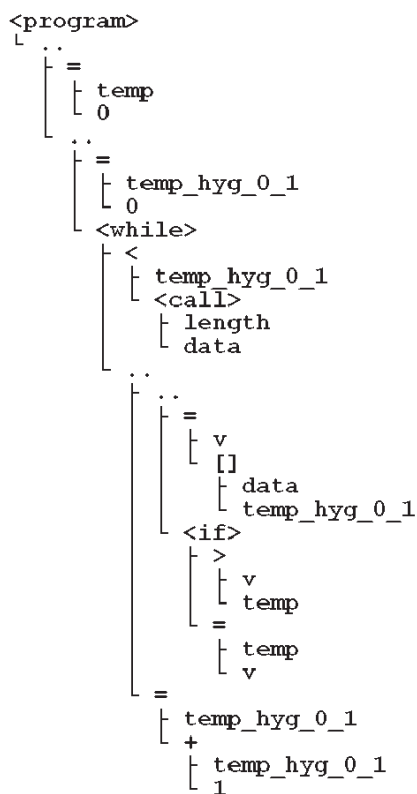 <program>
..
=
temp
0
..
=
temp_hyg_0_1
0
<while>
<
temp_hyg_0_1
<call>
length
data
..
..
=
v
[]
data
temp_hyg_0_1
<if>
>
v
temp
=
temp
v
=
temp_hyg_0_1
+
temp_hyg_0_1
1